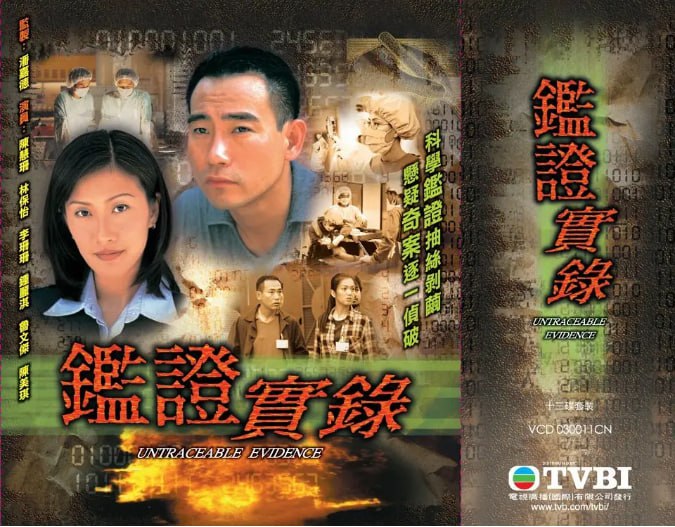 監製：潘嘉德　演員：陳慧珊　林保怡　李珊珊　鍾麗淇　魯文傑　陳美琪
科學鑑證抽絲剝繭
懸疑奇案逐一偵破
鑑證實錄
UNTRACEABLE EVIDENCE
鑑證實錄
UNTRACEABLE
EVIDENCE
十三碟套裝
VCD 030011CN
TVBI
電視廣播(國際)有限公司發行
www.tvb.com/tvbi/